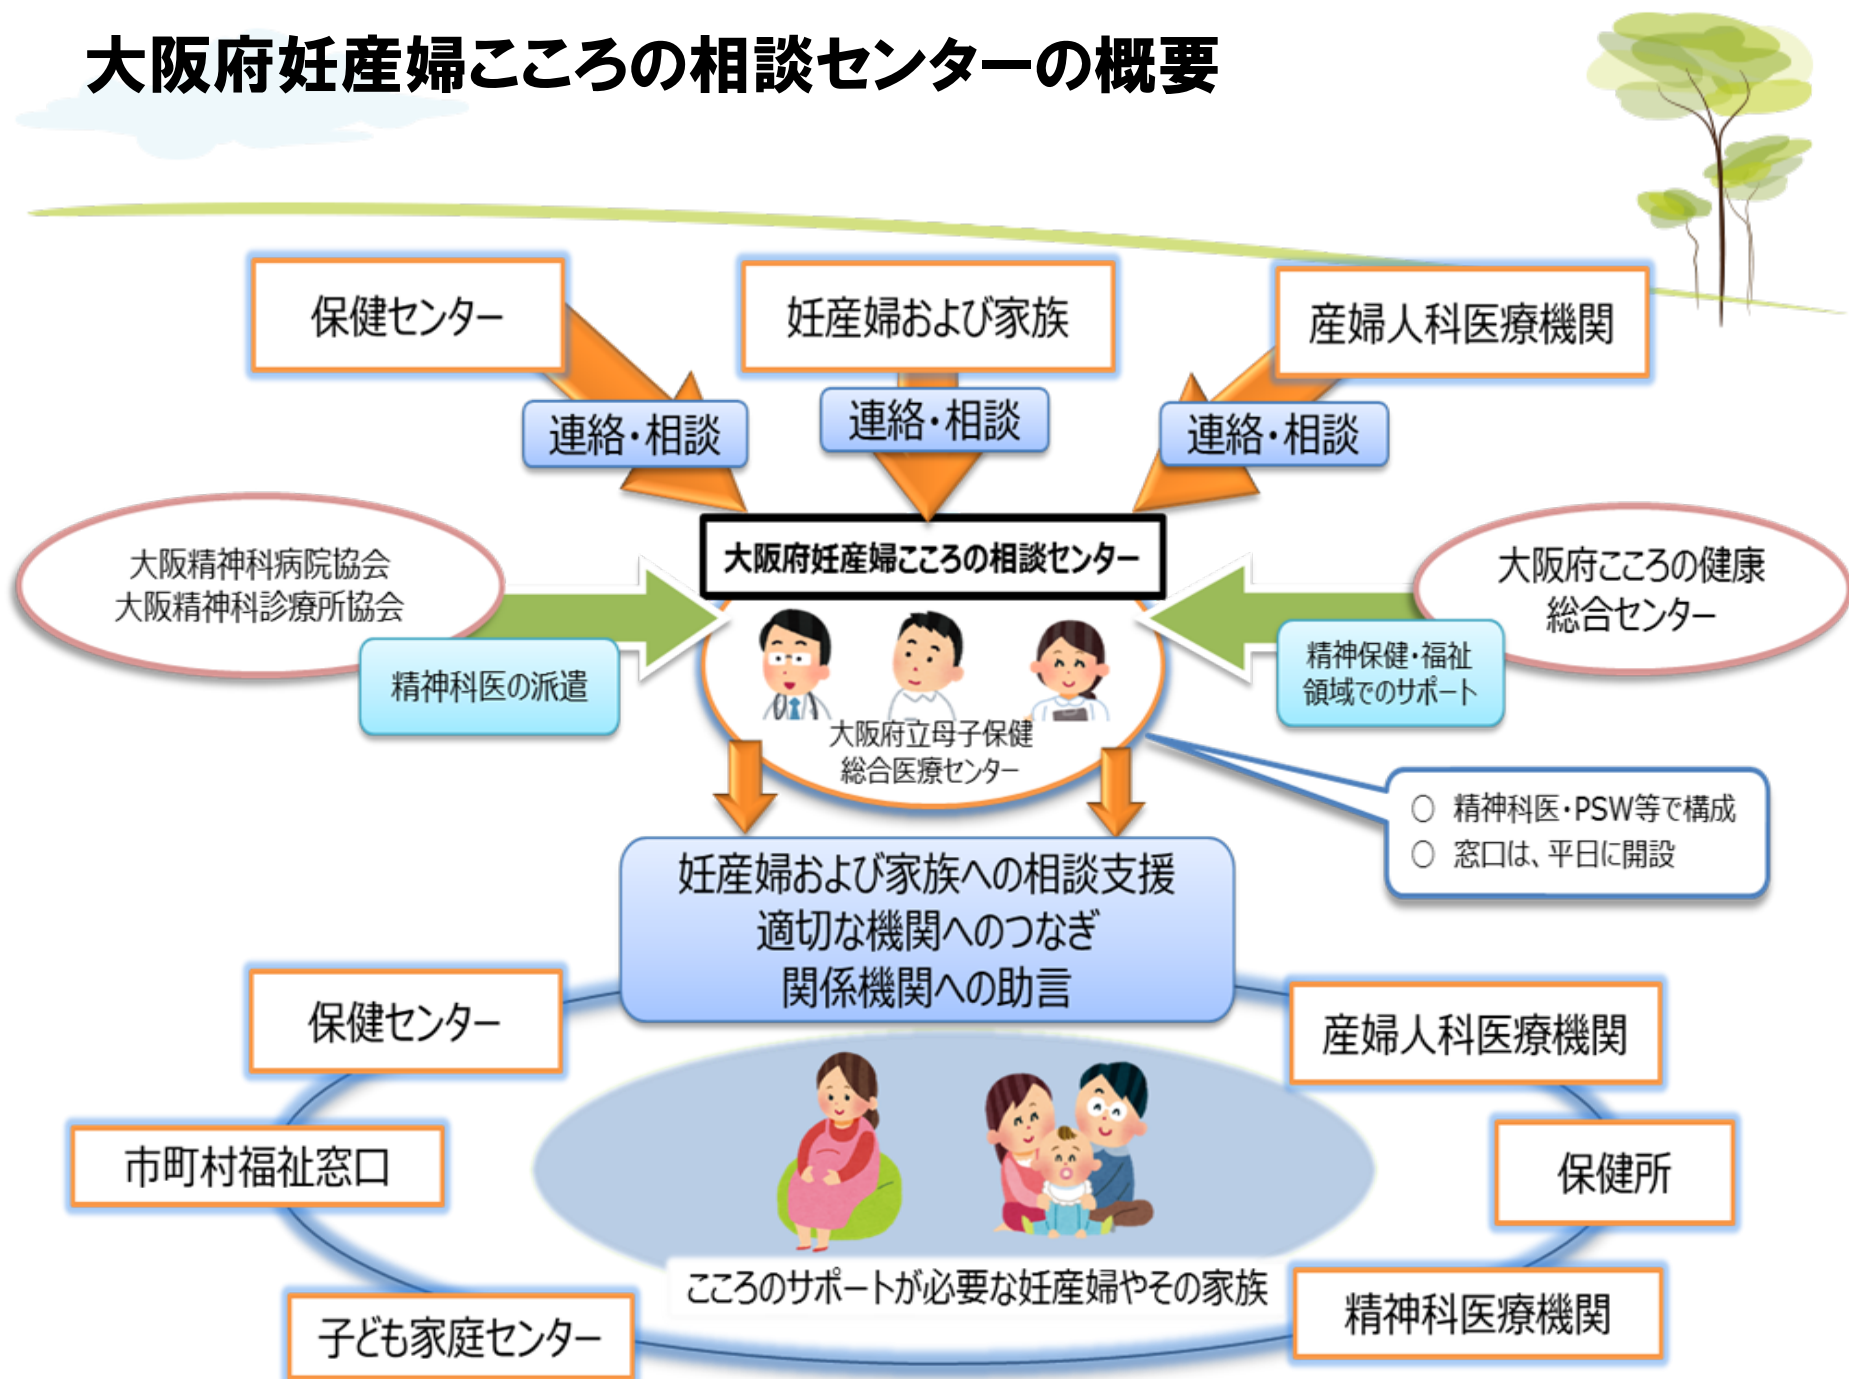 大阪府妊産婦こころの相談センターの概要
保健センター
妊産婦および家族
産婦人科医療機関
連絡・相談
連絡・相談
連絡・相談
大阪精神科病院協会
大阪精神科診療所協会
精神科医の派遣
大阪府妊産婦こころの相談センター
大阪府こころの健康
総合センター
精神保健・福祉
領域でのサポート
大阪府立母子保健
総合医療センター
○ 精神科医・PSW等で構成
○ 窓口は、平日に開設
妊産婦および家族への相談支援
適切な機関へのつなぎ
関係機関への助言
保健センター
産婦人科医療機関
市町村福祉窓口
保健所
こころのサポートが必要な妊産婦やその家族
子ども家庭センター
精神科医療機関